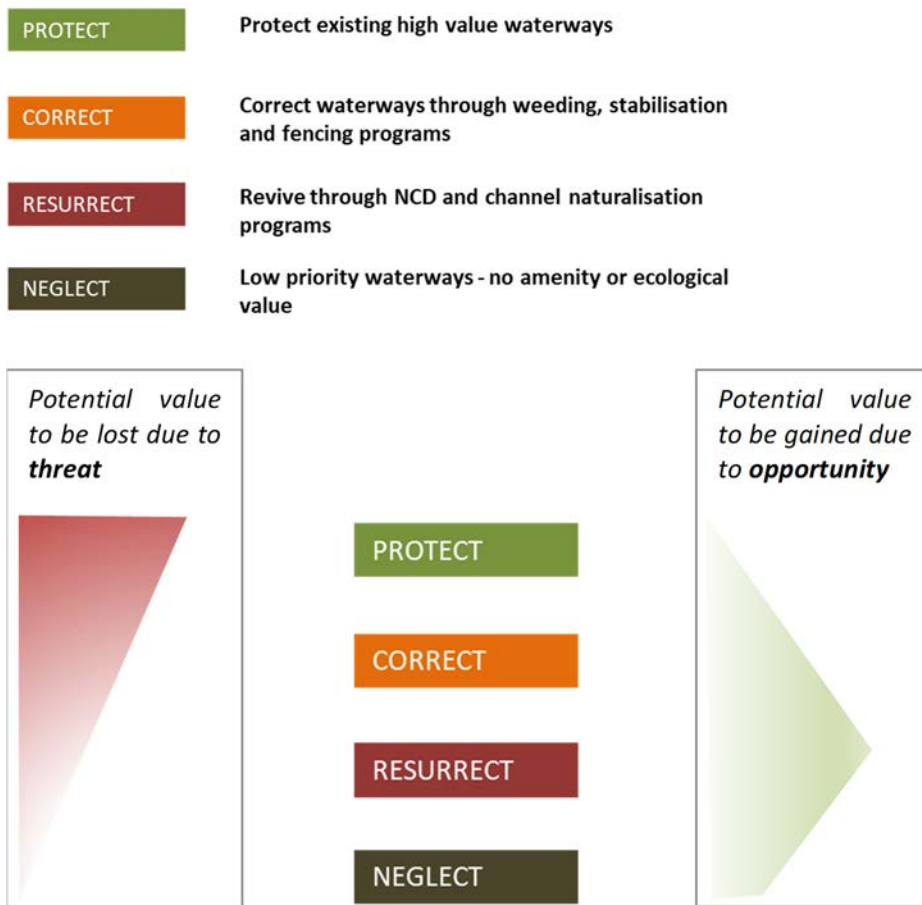 PROTECT
Protect existing high value waterways
CORRECT
Correct waterways through weeding, stabilisation
and fencing programs
RESURRECT
Revive through NCD and channel naturalisation
programs
NEGLECT
Low priority waterways - no amenity or ecological
value
Potential value
to be lost due to
threat
Potential value
to be gained due
to opportunity
PROTECT
CORRECT
RESURRECT
NEGLECT